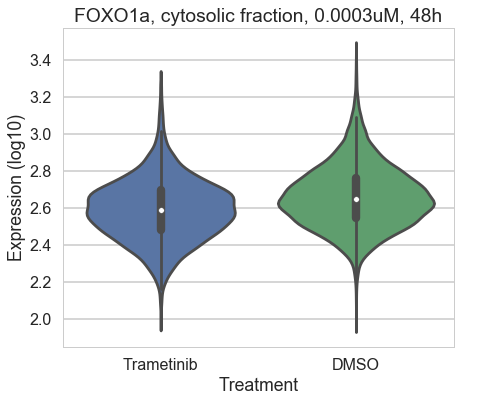 FOXO1a, cytosolic fraction, 0.0003uM, 48h
3.4
3.2
3.0
2.8
2.6
2.4
2.2
2.0
Expression (log10)
Trametinib DMSO
Treatment